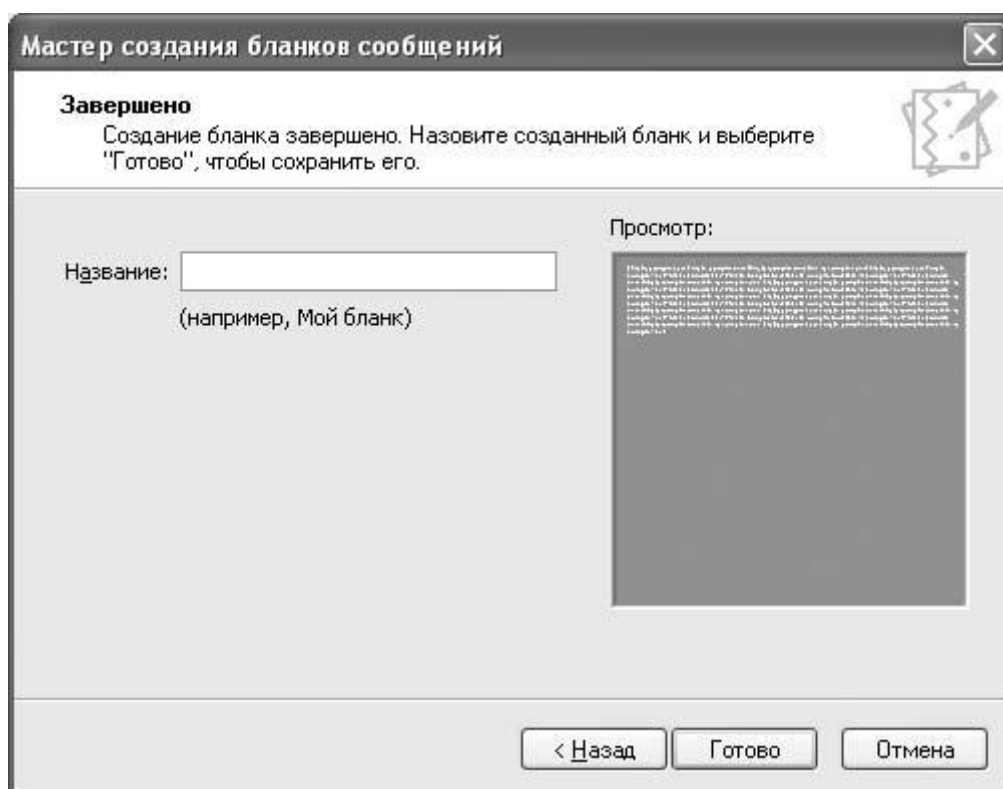 Мастер создания бланков сообщений
Завершено
Создание бланка завершено. Назовите созданный бланк и выберите
"Готово", чтобы сохранить его.
Просмотр:
Название:
(например, Мой бланк)
< Назад
Готово
Отмена